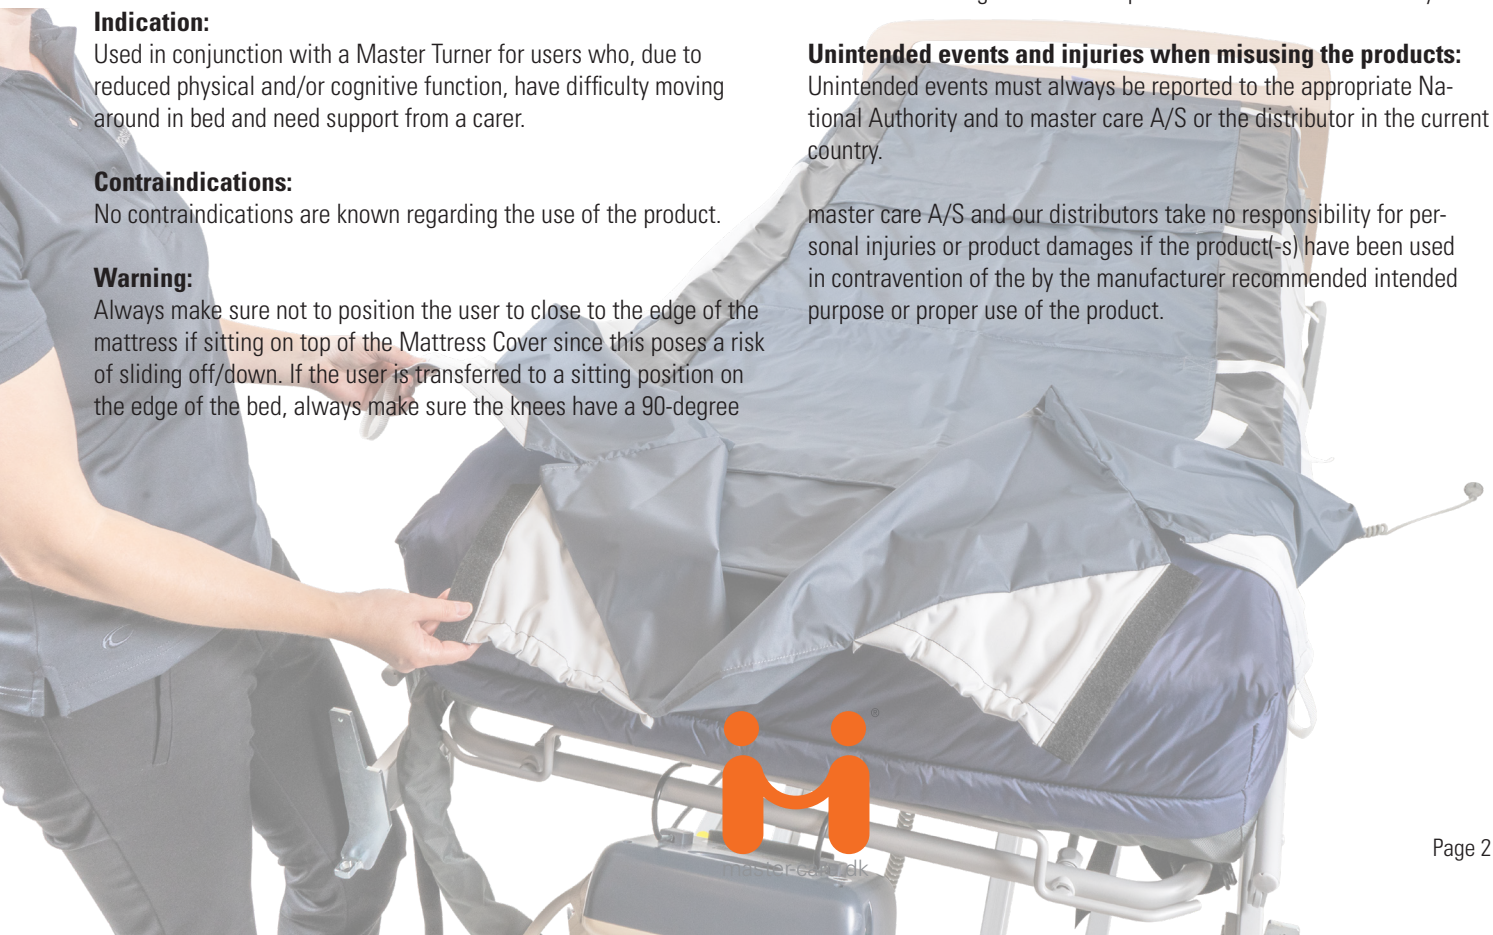 Indication:
Used in conjunction with a Master Turner for users who, due to
reduced physical and/or cognitive function, have difficulty moving
around in bed and need support from a carer.
Contraindications:
No contraindications are known regarding the use of the product.
Warning:
Always make sure not to position the user to close to the edge of the
mattress if sitting on top of the Mattress Cover since this poses a risk
of sliding off/down. If the user is transferred to a sitting position on
the edge of the bed, always make sure the knees have a 90-degree
Unintended events and injuries when misusing the products:
Unintended events must always be reported to the appropriate Na-
tional Authority and to master care A/S or the distributor in the current
country.
master care A/S and our distributors take no responsibility for per-
sonal injuries or product damages if the product(-s) have been used
in contravention of the by the manufacturer recommended intended
purpose or proper use of the product.
®
master-care.dk
Page 2